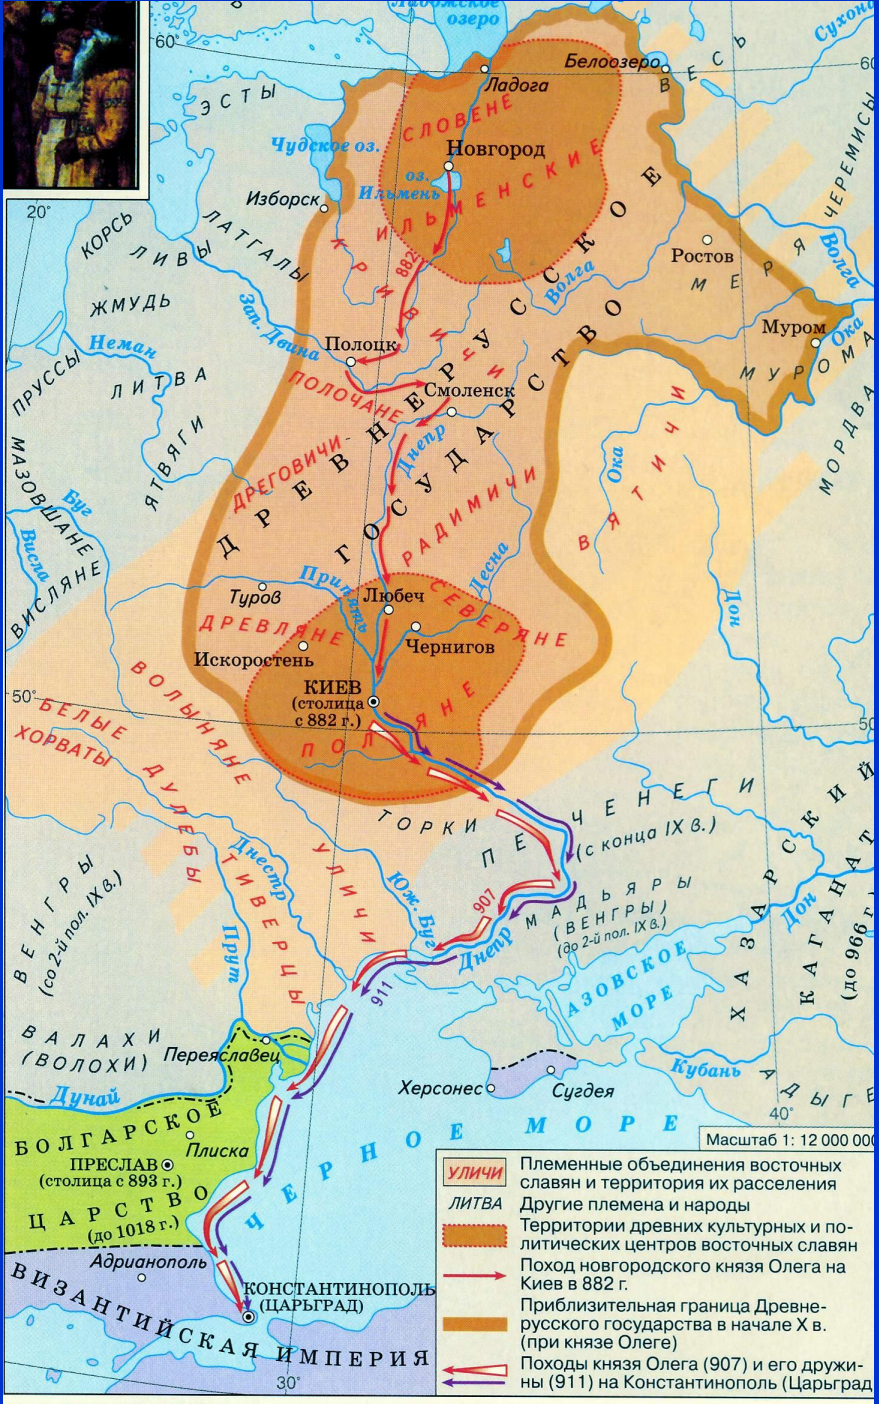 Ладожское
озеро
Сухона
60°
60
Белоозеро
ВЕСЬ
Ладога
ЭСТЫ
СЛОВЕНЕ
ИЛЬМЕНСКИЕ
Чудское оз.
Новгород
оз.
Ильмень
ЧЕРЕМИСЫ
Изборск
20°
КОРСЬ
ЛИВЫ
ЛАТГАЛЫ
КРИВИЧИ
882
Ростов
МЕРЯ
Волга
Волга
ЖМУДЬ
Неман
Зап. Двина
Полоцк
Муром
Ока
МУРОМА
ПРУССЫ
ЛИТВА
ПОЛОЧАНЕ
Смоленск
ДРЕВНЕРУССКОЕ
ГОСУДАРСТВО
МОРДВА
ЯТВЯГИ
ДРЕГОВИЧИ
Днепр
Ока
ВЯТИЧИ
МАЗОВШАНЕ
Буг
Висла
ВИСЛЯНЕ
РАДИМИЧИ
Десна
Дон
Припять
Туров
Любеч
СЕВЕРЯНЕ
ДРЕВЛЯНЕ
Чернигов
Искоростень
КИЕВ
(столица
с 882 г.)
ПОЛЯНЕ
50°
50
ВОЛЫНЯНЕ
БЕЛЫЕ
ХОРВАТЫ
ДУЛЕБЫ
ТОРКИ
ПЕЧЕНЕГИ
(с конца IX в.)
Днестр
ТИВЕРЦЫ
УЛИЧИ
Юж. Буг
907
МАДЬЯРЫ
(ВЕНГРЫ)
(до 2-й пол. IX в.)
Днепр
ВЕНГРЫ
(со 2-й пол. IX в.)
Прут
911
АЗОВСКОЕ
МОРЕ
Дон
ХАЗАРСКИЙ
КАГАНАТ
(до 966 г.
ВАЛАХИ
(ВОЛОХИ)
Переяславец
Дунай
Херсонес
Сугдея
Кубань
АДЫГЕ
40°
БОЛГАРСКОЕ
ЦАРСТВО
(до 1018 г.)
Плиска
ПРЕСЛАВ
(столица с 893 г.)
ЧЕРНОЕ МОРЕ
Адрианополь
КОНСТАНТИНОПОЛЬ
(ЦАРЬГРАД)
ВИЗАНТИЙСКАЯ ИМПЕРИЯ
30°
Масштаб 1: 12 000 000
УЛИЧИ
Племенные объединения восточных
славян и территория их расселения
ЛИТВА
Другие племена и народы
Территории древних культурных и по-
литических центров восточных славян
Поход новгородского князя Олега на
Киев в 882 г.
Приблизительная граница Древне-
русского государства в начале X в.
(при князе Олеге)
Походы князя Олега (907) и его дружи-
ны (911) на Константинополь (Царьград